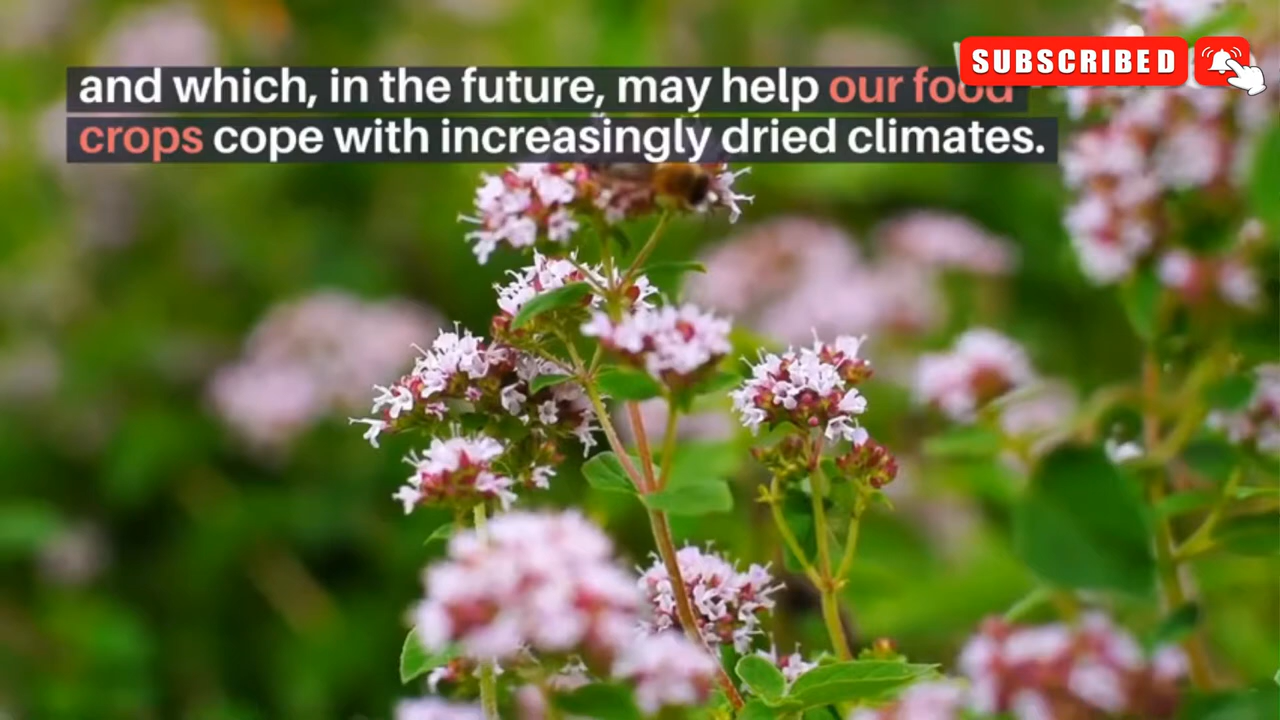 and which, in the future, may help our food
SUBSCRIBED
crops cope with increasingly dried climates.